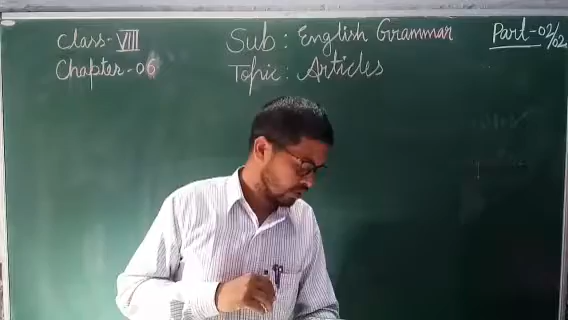 Class-VIII
Sub : English Grammar
Part-02/02
Chapter-06
Topic : Articles